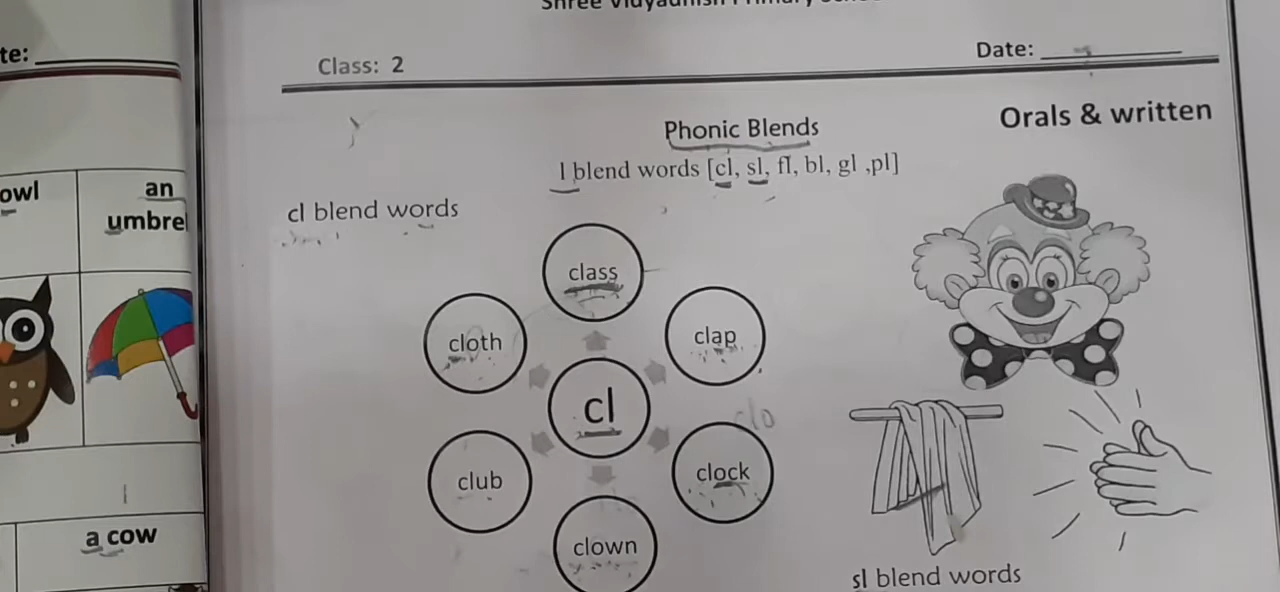 Class: 2
Date:
Orals & written
Phonic Blends
l blend words [cl, sl, fl, bl, gl ,pl]
cl blend words
class
cloth
clap
cl
clo
club
clock
clown
sl blend words
te:
owl
an
a cow